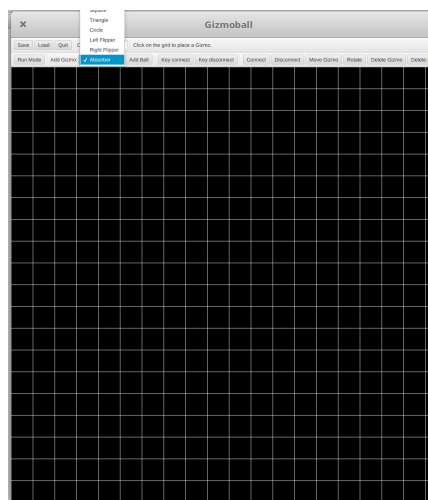 Square
Triangle
Gizmoball
Circle
Left Flipper
Save Load Quit Click on the grid to place a Gizmo.
Right Flipper
Run Mode Add Gizmo ✓ Absorber Add Ball Key connect Key disconnect Connect Disconnect Move Gizmo Rotate Delete Gizmo Delete